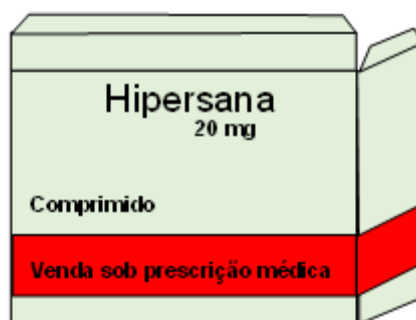 Hipersana
20 mg
Comprimido
Venda sob prescrição médica